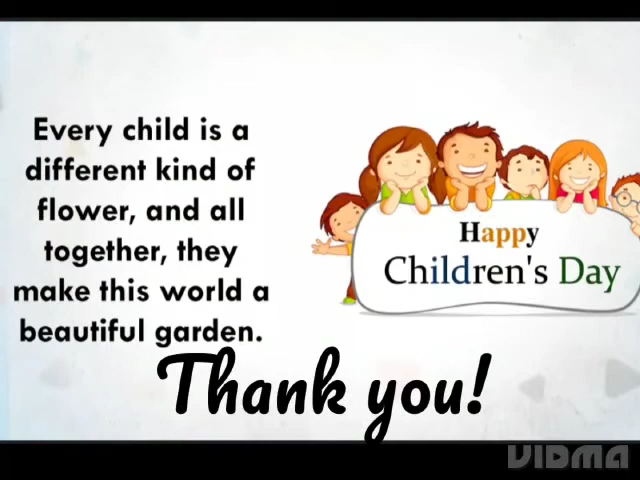 Every child is a
different kind of
flower, and all
together, they
make this world a
beautiful garden.
Happy
Children's Day
Thank you!
VIDMA